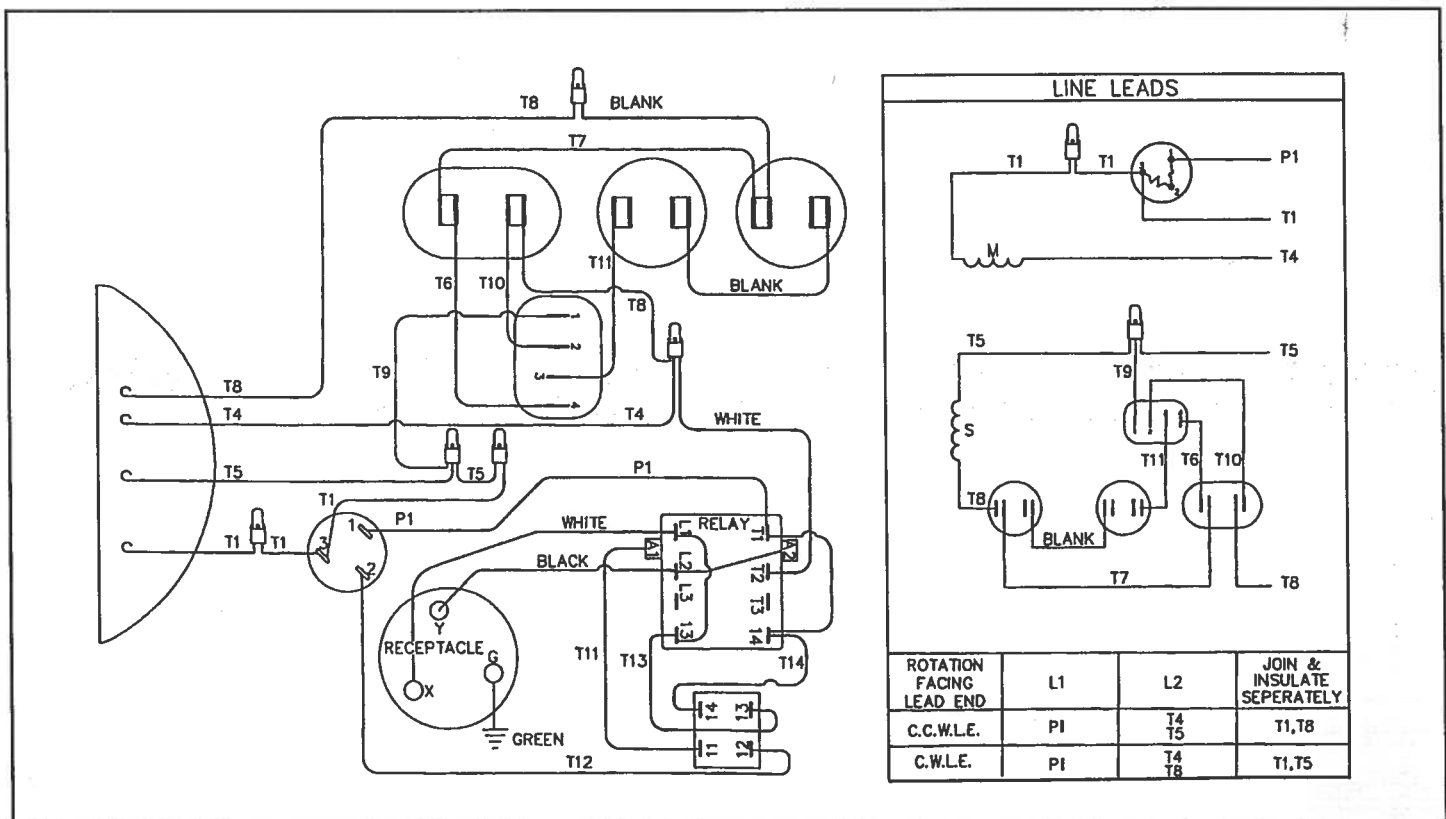 T8 BLANK
T7
T6 T10 T11
T8
BLANK
1
2
3
4
T9
T8
T4 T4
WHITE
T5 T5
T1
P1
1 P1
3
2
T1 T1
WHITE
BLACK
RELAY
L1 T1
A1 A2
L2 T2
L3 T3
13 14
Y
RECEPTACLE
G
X
GREEN
T11 T13 T14
14 13
11 12
T12
LINE LEADS
T1 T1 P1
1
3
2
T1
M T4
T5 T5
T9
S
T11 T6 T10
T8
BLANK
T7
T8
ROTATION
FACING
LEAD END
L1
L2
JOIN &
INSULATE
SEPERATELY
C.C.W.L.E. P1 T4
T5
T1,T8
C.W.L.E. P1 T4
T8
T1,T5